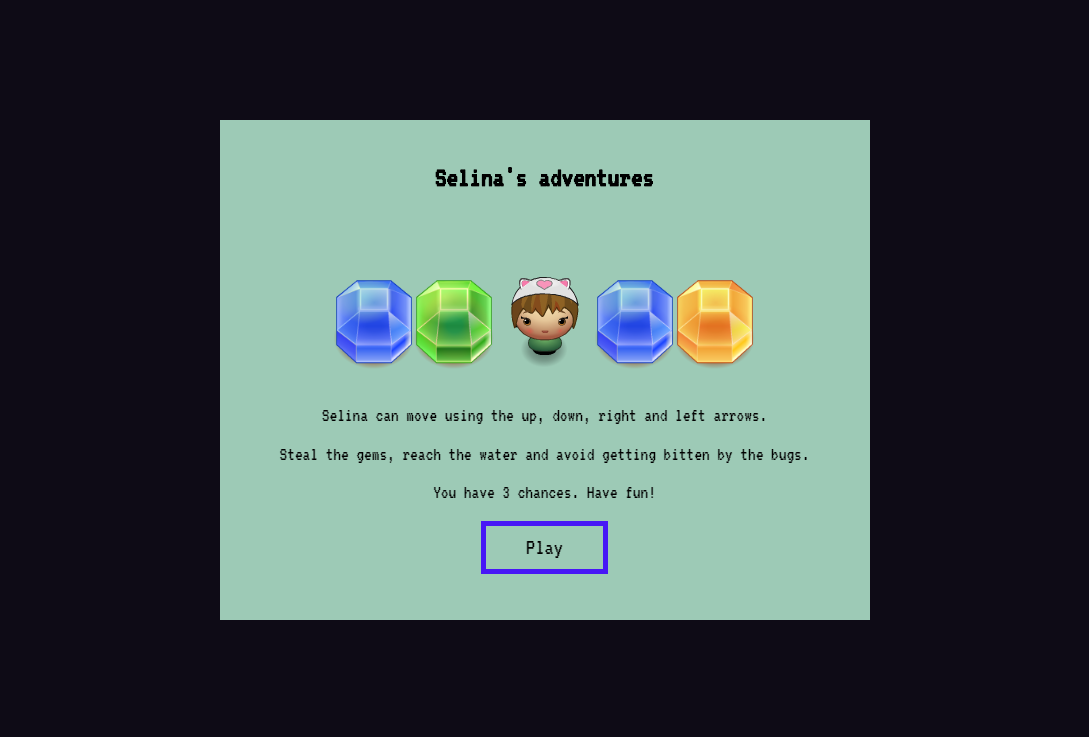 Selina's adventures
Selina can move using the up, down, right and left arrows.
Steal the gems, reach the water and avoid getting bitten by the bugs.
You have 3 chances. Have fun!
Play